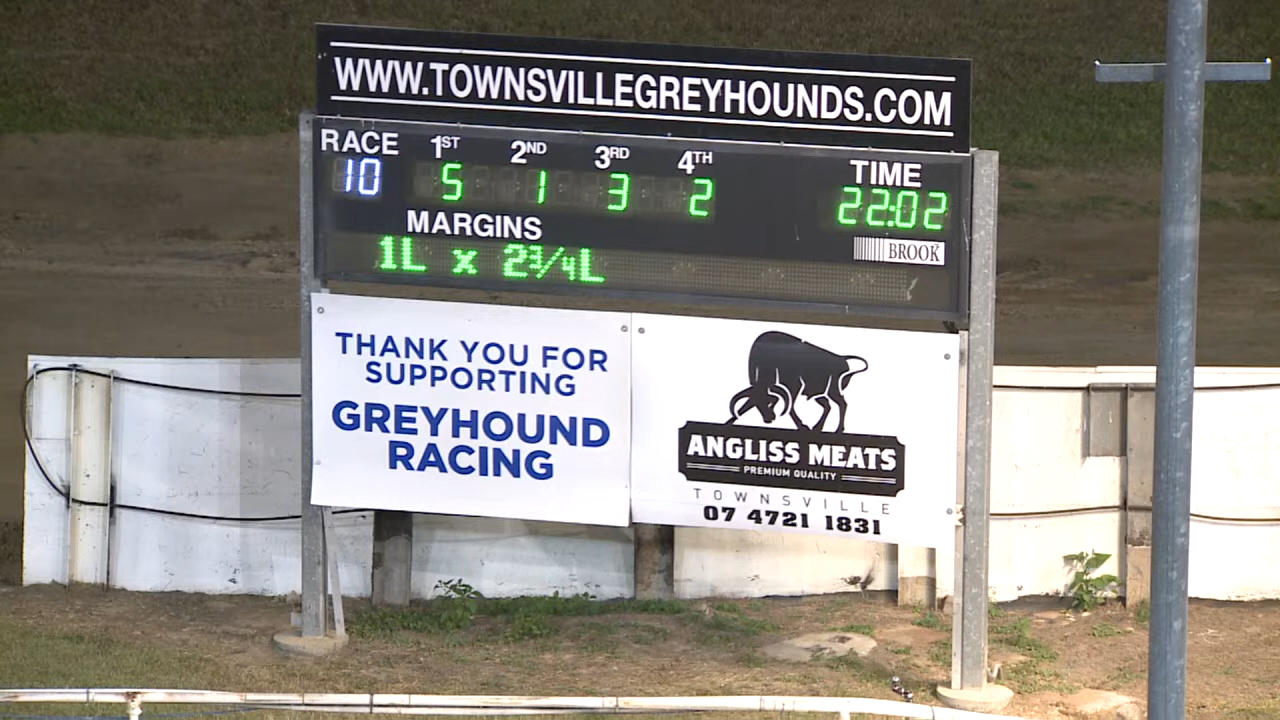 WWW.TOWNSVILLEGREYHOUNDS.COM
RACE 1ST 2ND 3RD 4TH TIME
10 5 1 3 2 22:02
MARGINS
BROOK
1L x 2¾L
THANK YOU FOR
SUPPORTING
GREYHOUND
RACING
ANGLISS MEATS
PREMIUM QUALITY
TOWNSVILLE
07 4721 1831